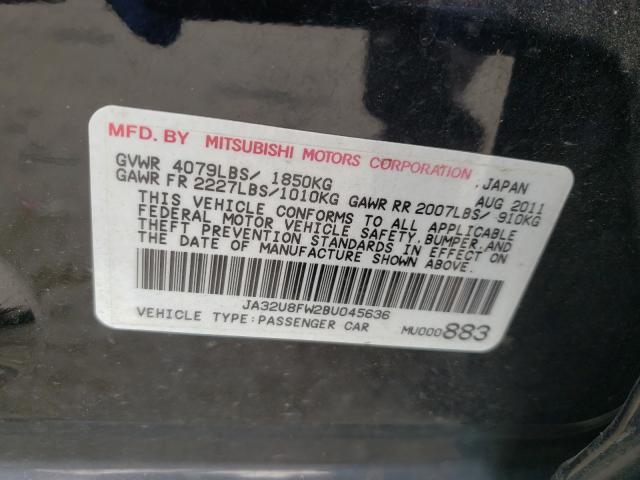 MFD. BY MITSUBISHI MOTORS CORPORATION, JAPAN
GVWR 4079LBS/ 1850KG AUG 2011
GAWR FR 2227LBS/1010KG GAWR RR 2007LBS/ 910KG
THIS VEHICLE CONFORMS TO ALL APPLICABLE
FEDERAL MOTOR VEHICLE SAFETY, BUMPER, AND
THEFT PREVENTION STANDARDS IN EFFECT ON
THE DATE OF MANUFACTURE SHOWN ABOVE.
JA32U8FW2BU045636
VEHICLE TYPE:PASSENGER CAR MU000883